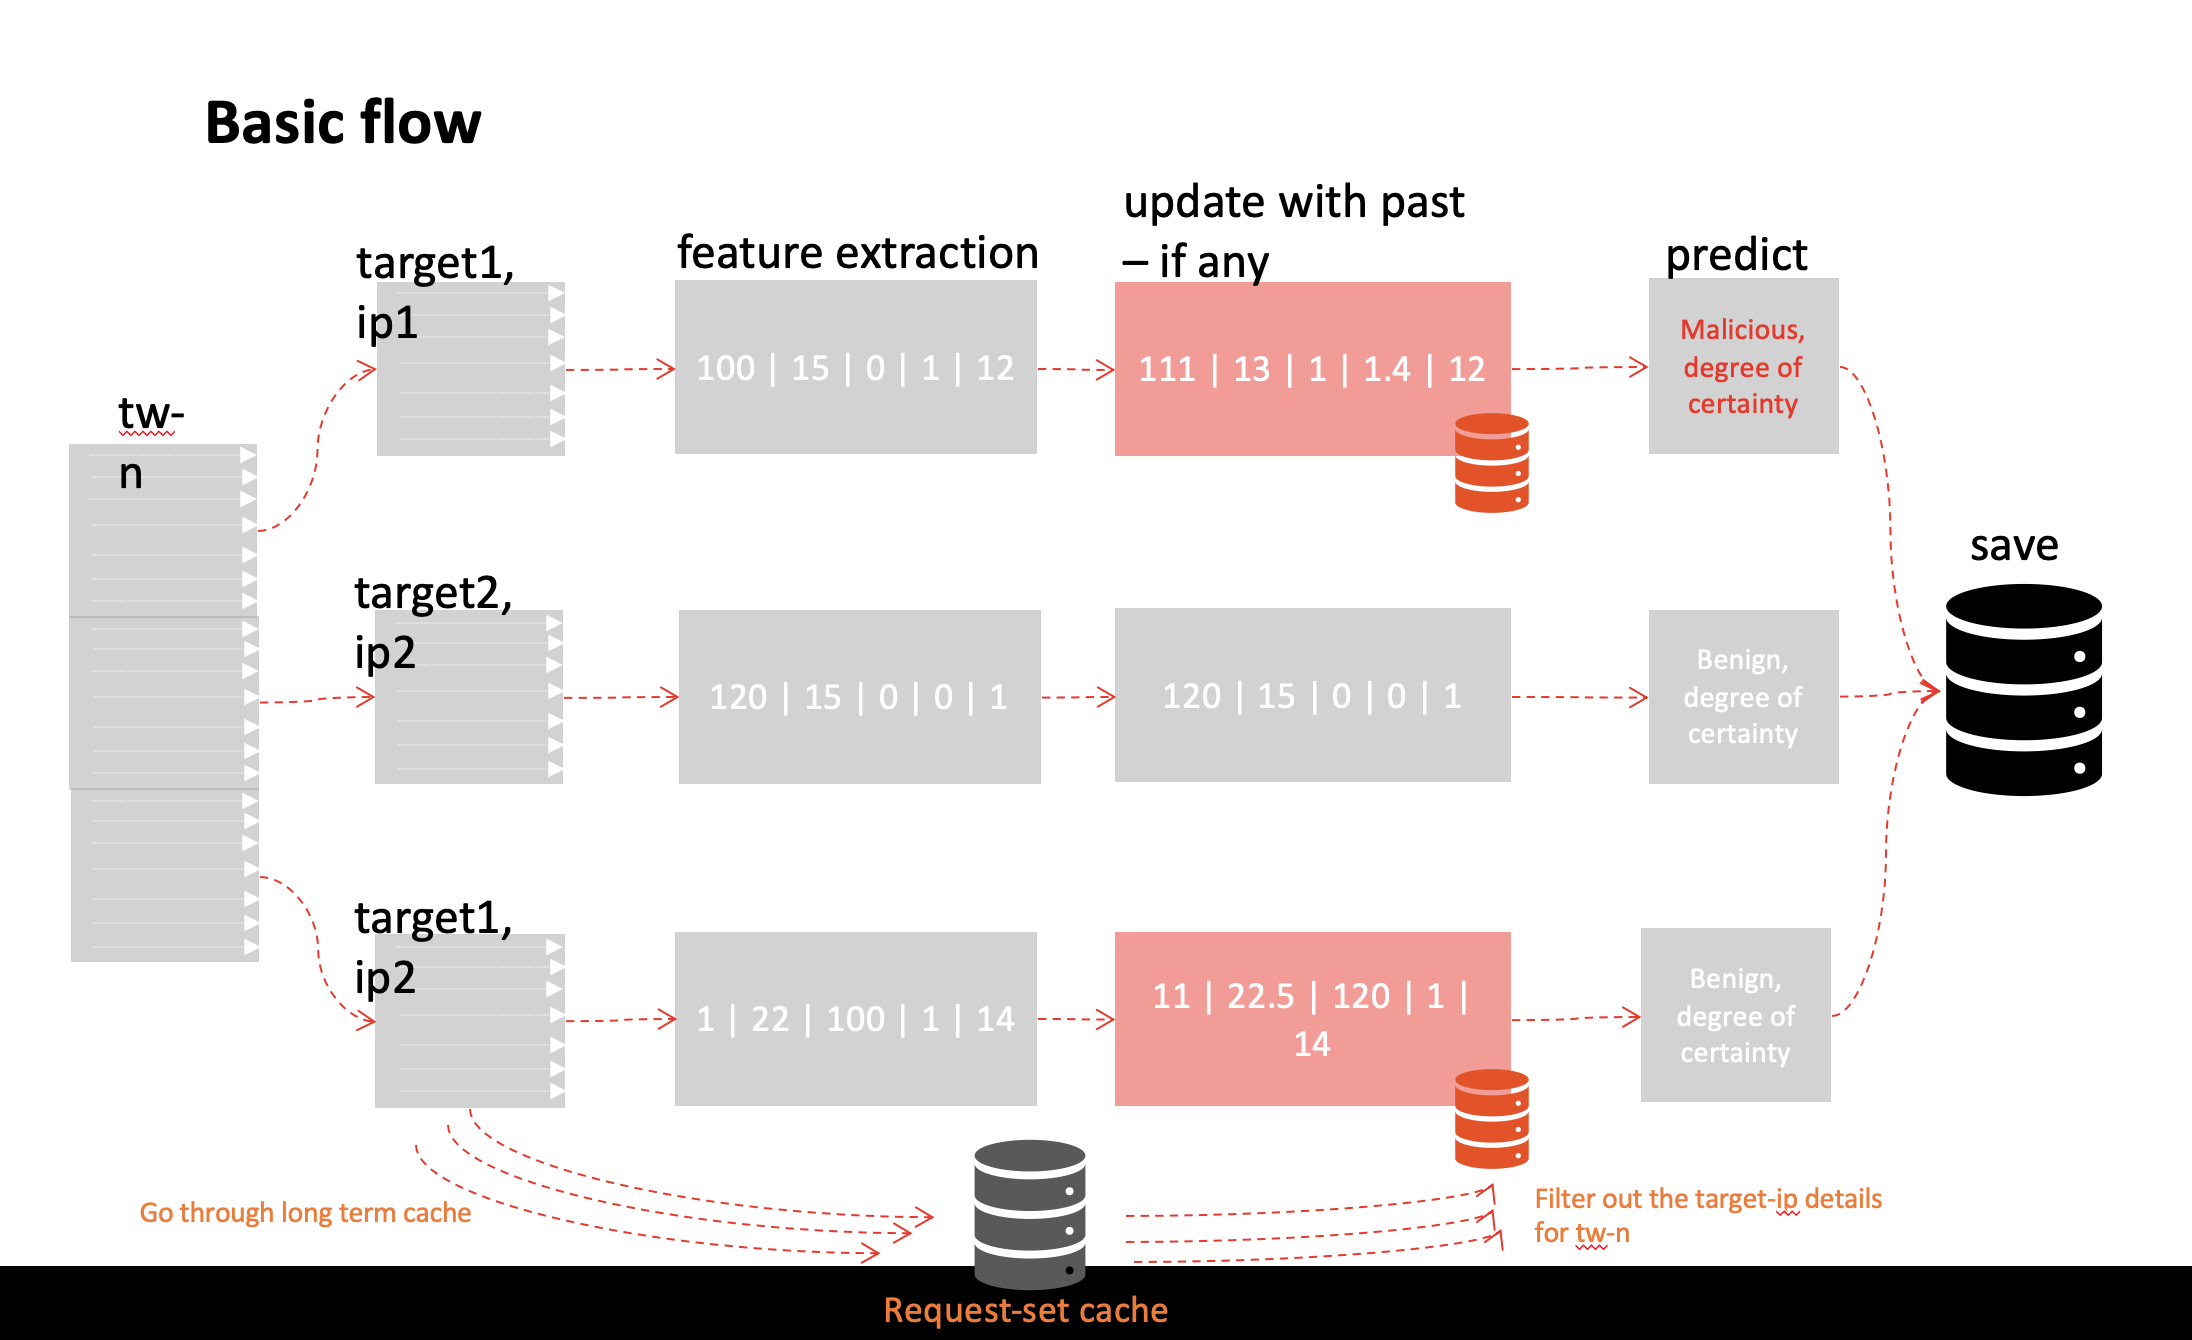 Basic flow
update with past
– if any
feature extraction
predict
target1,
ip1
Malicious,
degree of
certainty
100 | 15 | 0 | 1 | 12
111 | 13 | 1 | 1.4 | 12
tw-
n
save
target2,
ip2
120 | 15 | 0 | 0 | 1
120 | 15 | 0 | 0 | 1
Benign,
degree of
certainty
target1,
ip2
1 | 22 | 100 | 1 | 14
11 | 22.5 | 120 | 1 |
14
Benign,
degree of
certainty
Go through long term cache
Filter out the target-ip details
for tw-n
Request-set cache